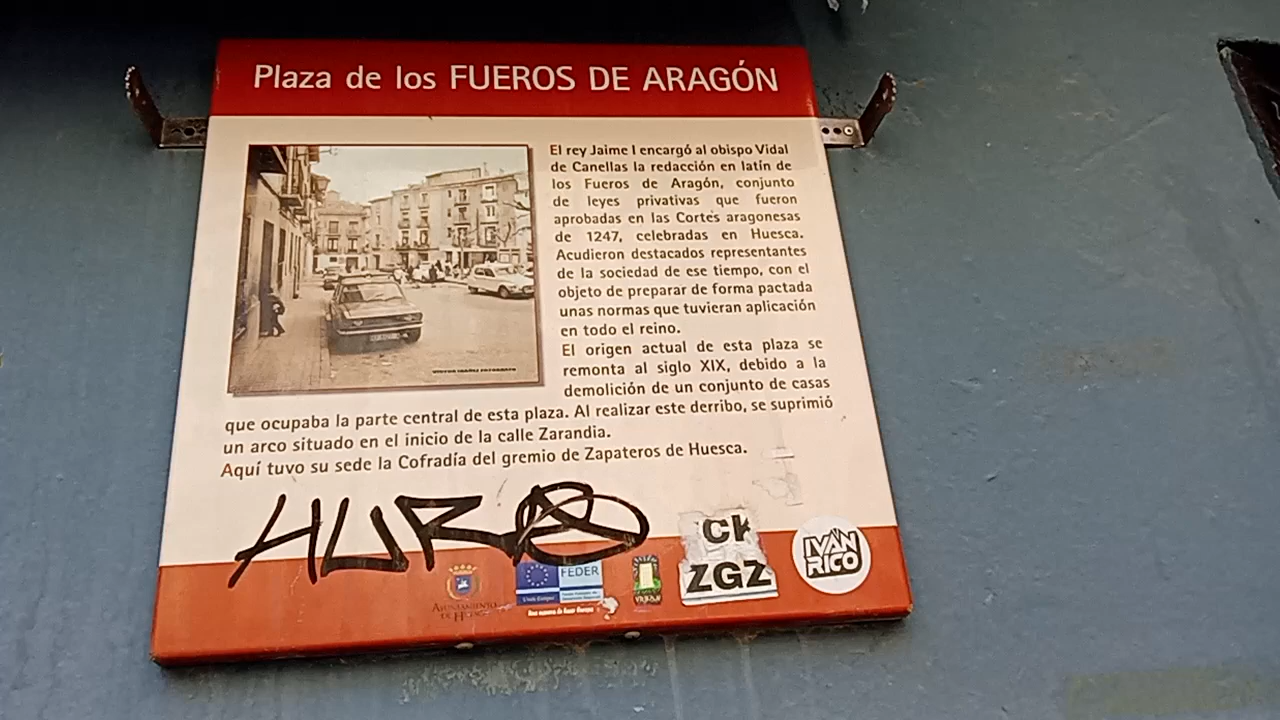 Plaza de los FUEROS DE ARAGÓN
El rey Jaime I encargó al obispo Vidal
de Canellas la redacción en latín de
los Fueros de Aragón, conjunto
de leyes privativas que fueron
aprobadas en las Cortes aragonesas
de 1247, celebradas en Huesca.
Acudieron destacados representantes
de la sociedad de ese tiempo, con el
objeto de preparar de forma pactada
unas normas que tuvieran aplicación
en todo el reino.
El origen actual de esta plaza se
remonta al siglo XIX, debido a la
demolición de un conjunto de casas
que ocupaba la parte central de esta plaza. Al realizar este derribo, se suprimió
un arco situado en el inicio de la calle Zarandia.
Aquí tuvo su sede la Cofradía del gremio de Zapateros de Huesca.
HURO
AYUNTAMIENTO
DE HUESCA
FEDER
Unión Europea
CK
ZGZ
IVÁN
RICO